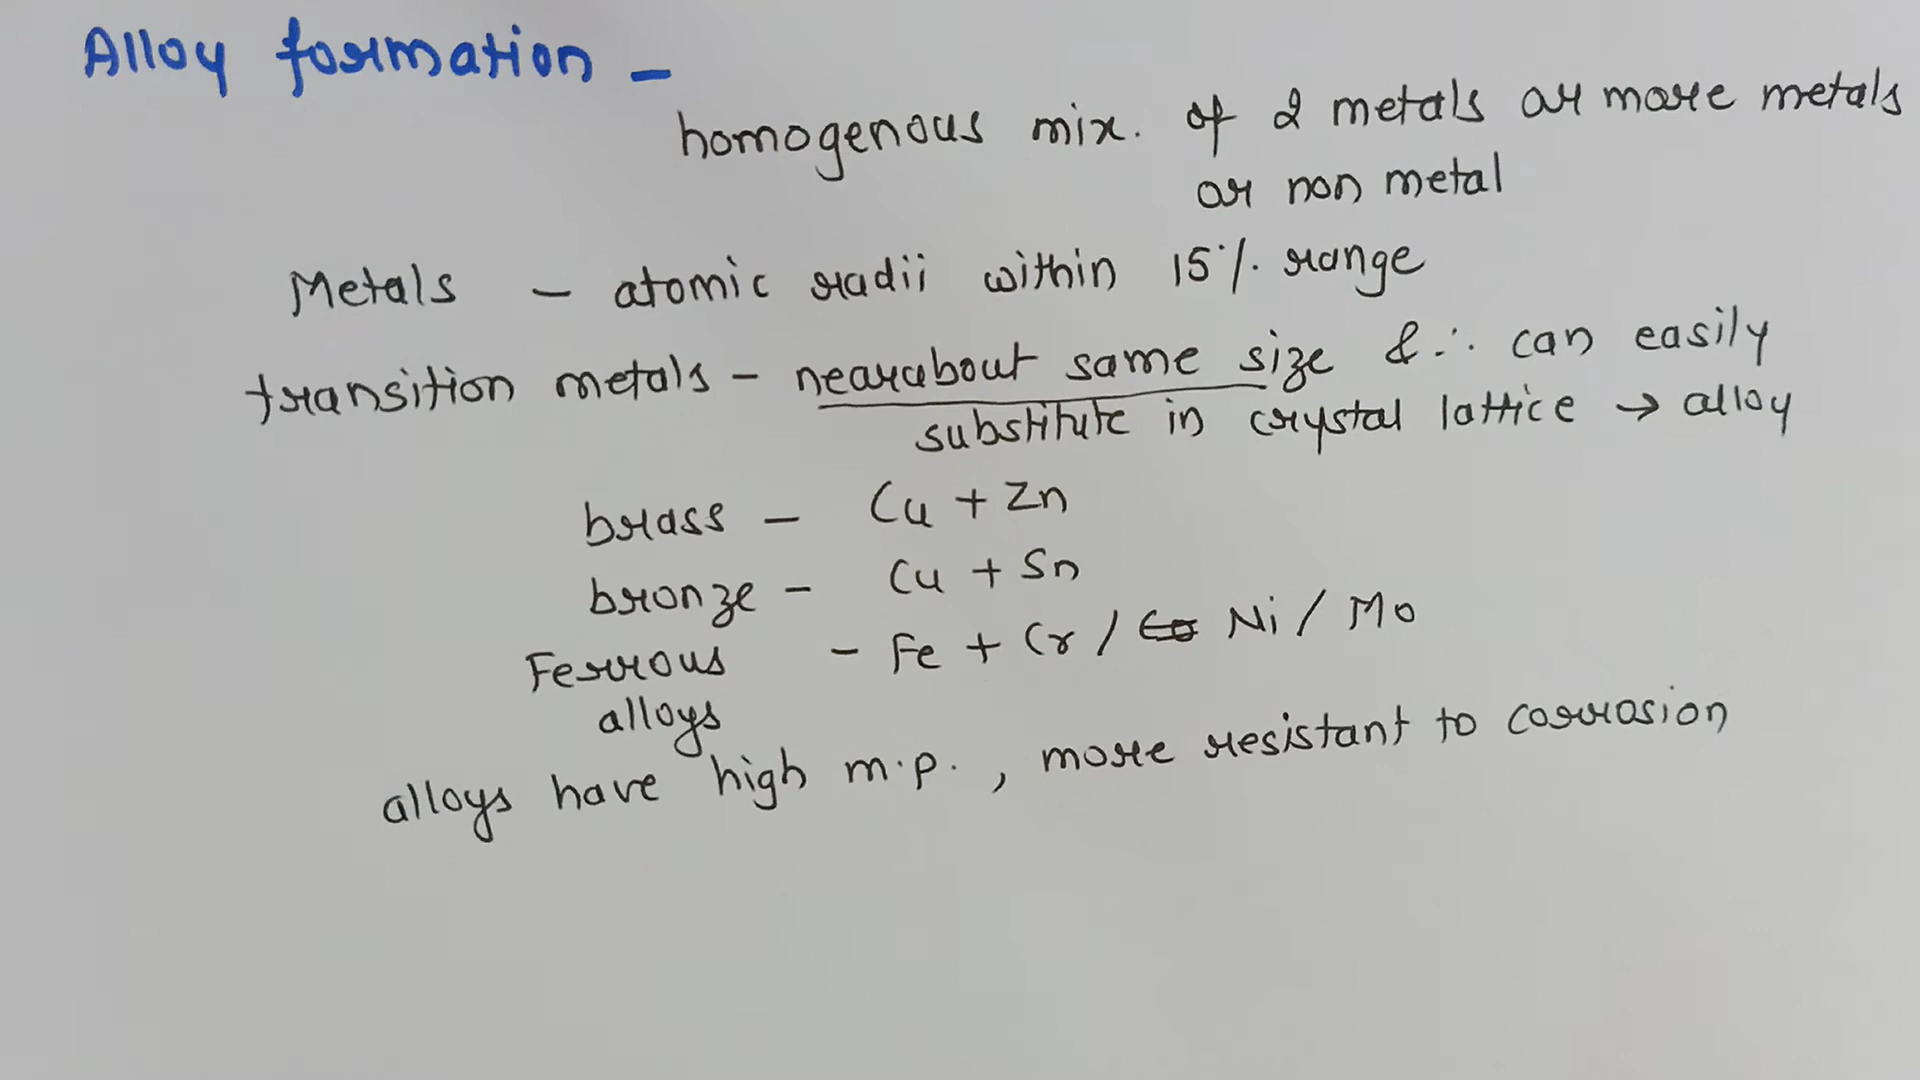 Alloy formation -
homogenous mix. of 2 metals or more metals
or non metal
Metals - atomic radii within 15% range
transition metals - nearabout same size & ∴ can easily
substitute in crystal lattice → alloy
brass - Cu + Zn
bronze - Cu + Sn
Ferrous - Fe + Cr / Ni / Mo
alloys
alloys have high m.p. , more resistant to corrosion